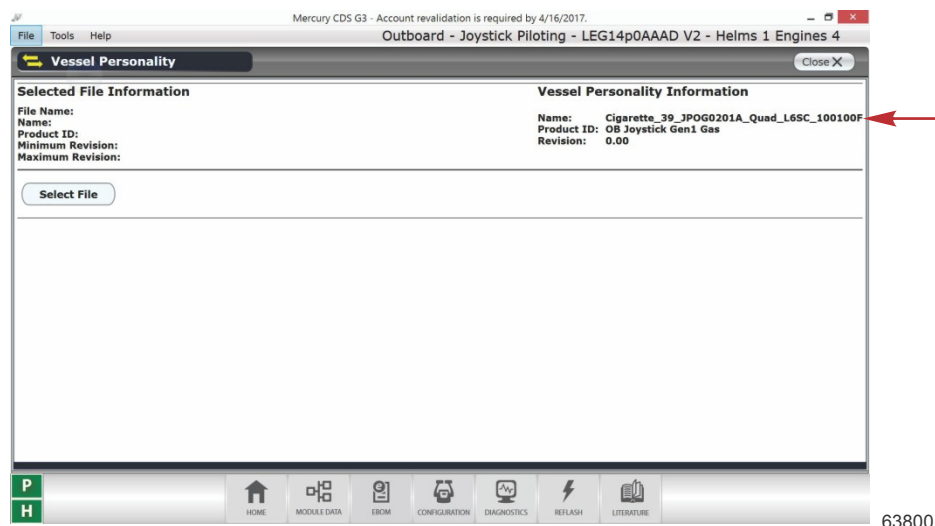 Mercury CDS G3 - Account revalidation is required by 4/16/2017.
File Tools Help
Outboard - Joystick Piloting - LEG14p0AAAD V2 - Helms 1 Engines 4
Vessel Personality
Close X
Selected File Information
File Name:
Name:
Product ID:
Minimum Revision:
Maximum Revision:
Vessel Personality Information
Name: Cigarette_39_JPOG0201A_Quad_L6SC_100100F
Product ID: OB Joystick Gen1 Gas
Revision: 0.00
Select File
P
H
HOME MODULE DATA EBOM CONFIGURATION DIAGNOSTICS REFLASH LITERATURE
63800